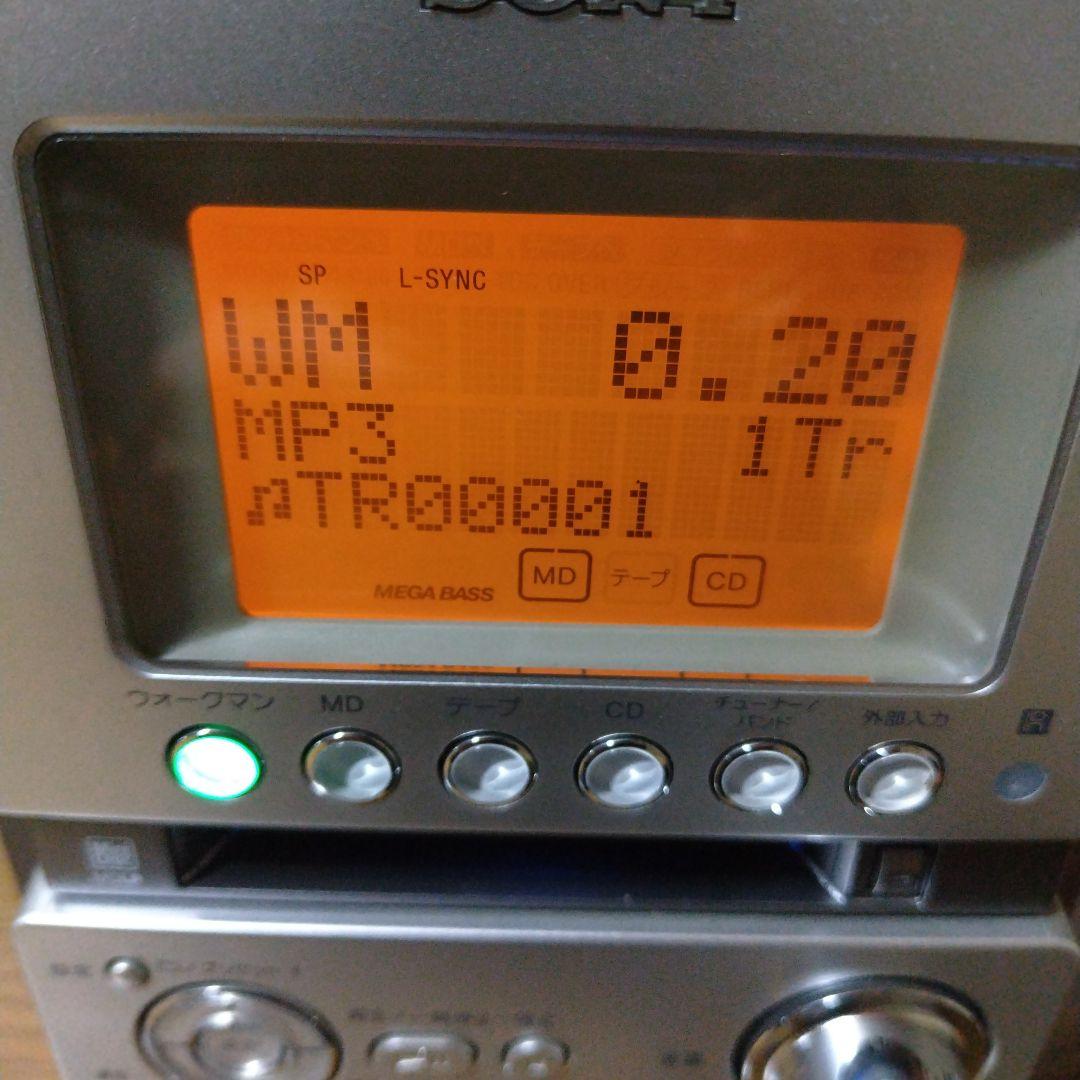 SONY
SP L-SYNC
WM 0.20
MP3 1Tr
♫TR00001
MEGA BASS MD テープ CD
ウォークマン MD テープ CD チューナー/バンド 外部入力